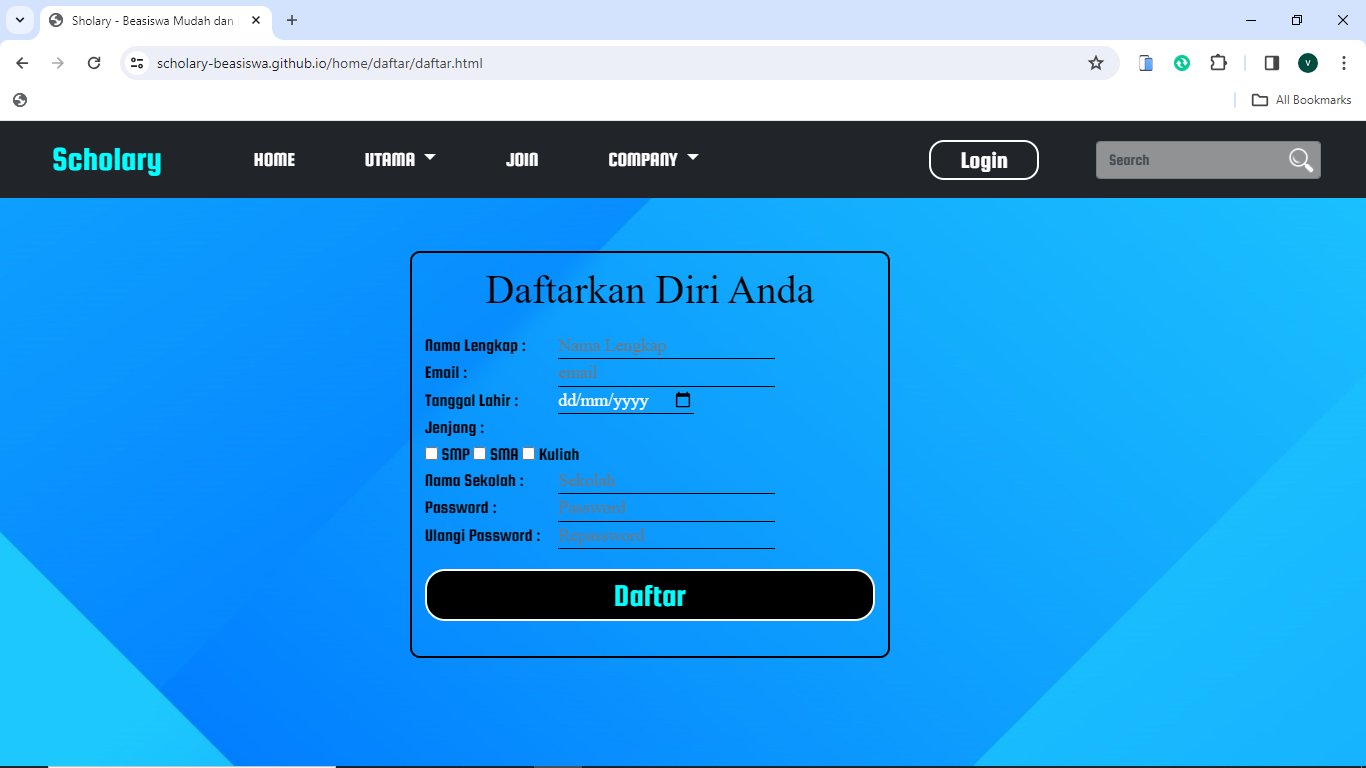 Sholary - Beasiswa Mudah dan
scholary-beasiswa.github.io/home/daftar/daftar.html
V
All Bookmarks
Scholary HOME UTAMA JOIN COMPANY Login Search
Daftarkan Diri Anda
Nama Lengkap : Nama Lengkap
Email : email
Tanggal Lahir : dd/mm/yyyy
Jenjang :
SMP SMA Kuliah
Nama Sekolah : Sekolah
Password : Password
Ulangi Password : Repassword
Daftar